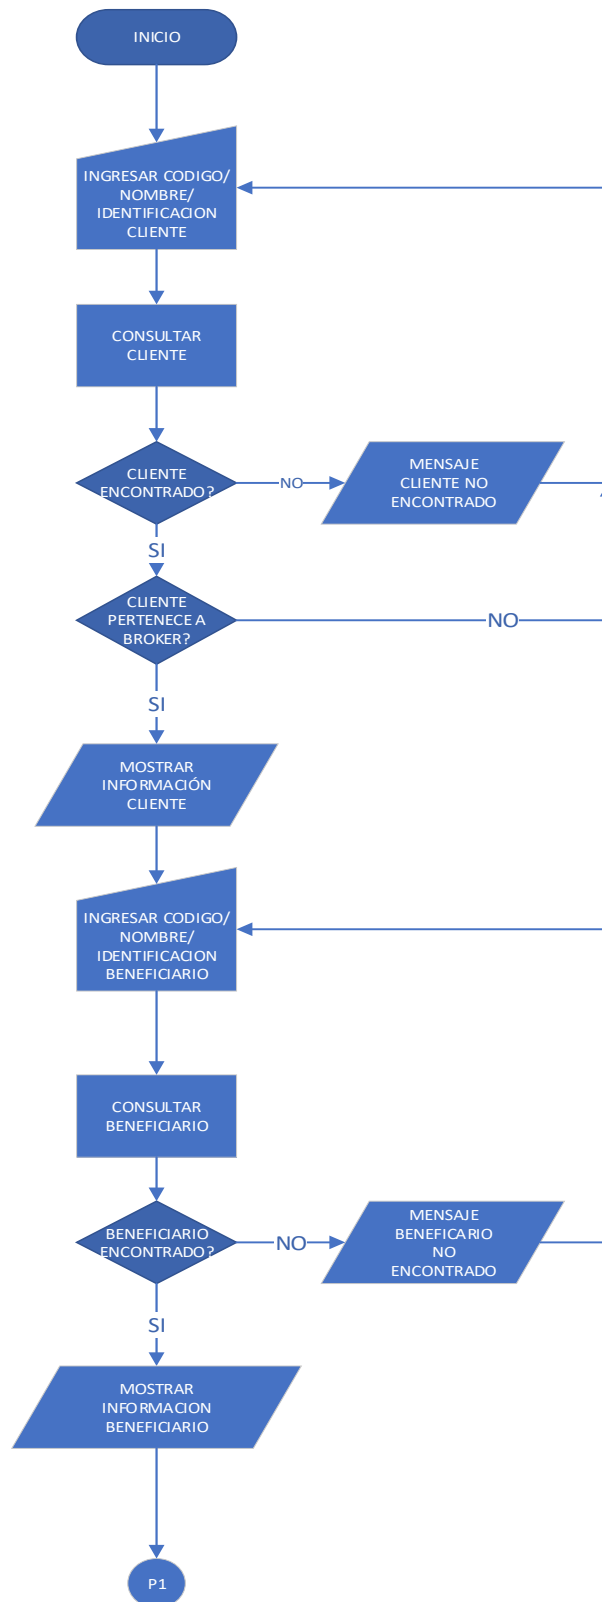 INICIO
INGRESAR CODIGO/
NOMBRE/
IDENTIFICACION
CLIENTE
CONSULTAR
CLIENTE
CLIENTE
ENCONTRADO?
NO
MENSAJE
CLIENTE NO
ENCONTRADO
SI
CLIENTE
PERTENECE A
BROKER?
NO
SI
MOSTRAR
INFORMACIÓN
CLIENTE
INGRESAR CODIGO/
NOMBRE/
IDENTIFICACION
BENEFICIARIO
CONSULTAR
BENEFICIARIO
BENEFICIARIO
ENCONTRADO?
NO
MENSAJE
BENEFICARIO
NO
ENCONTRADO
SI
MOSTRAR
INFORMACION
BENEFICIARIO
P1